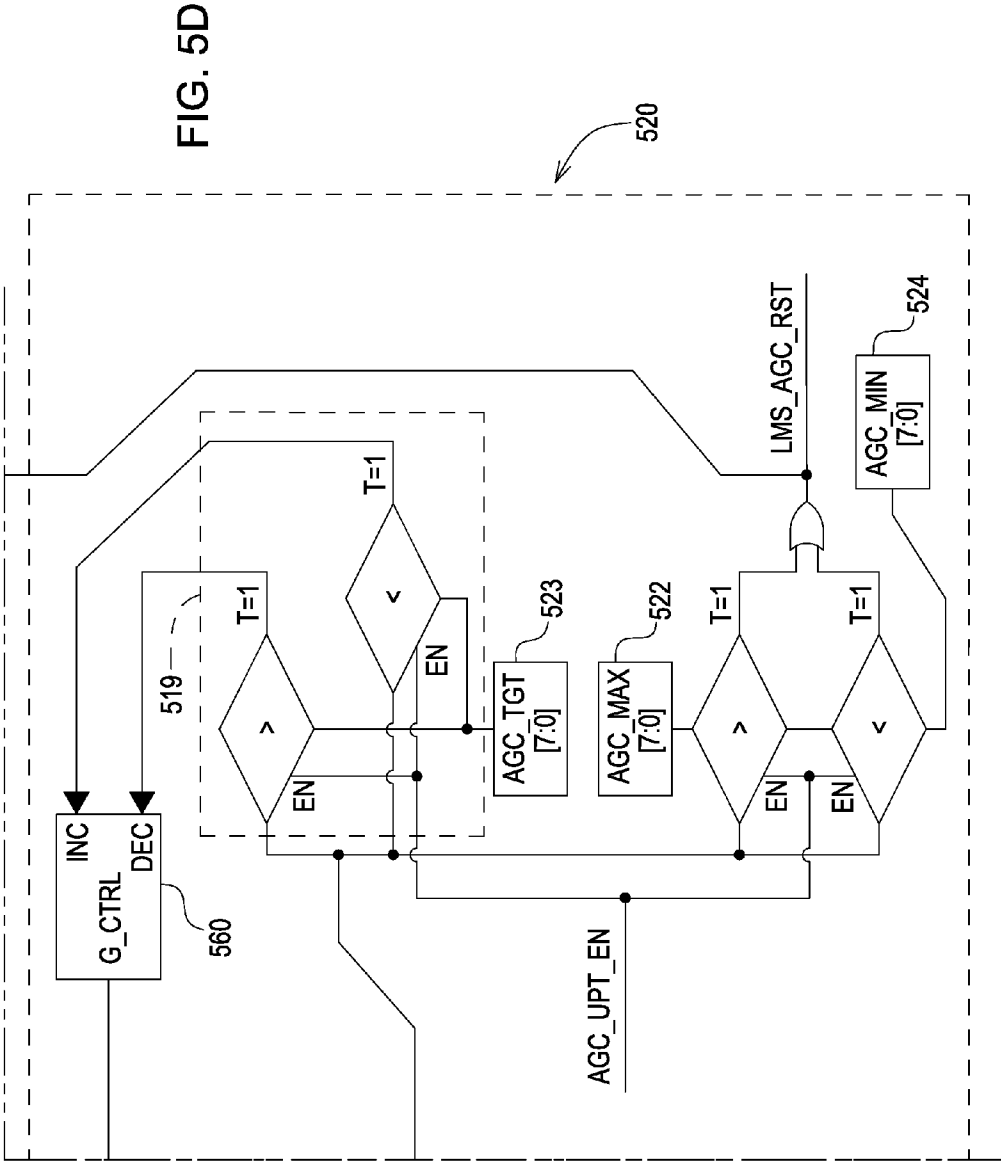 FIG. 5D
520
INC
DEC
G_CTRL
560
519
T=1
>
EN
T=1
<
EN
AGC_TGT
[7:0]
523
AGC_UPT_EN
AGC_MAX
[7:0]
522
T=1
>
EN
T=1
<
EN
LMS_AGC_RST
AGC_MIN
[7:0]
524